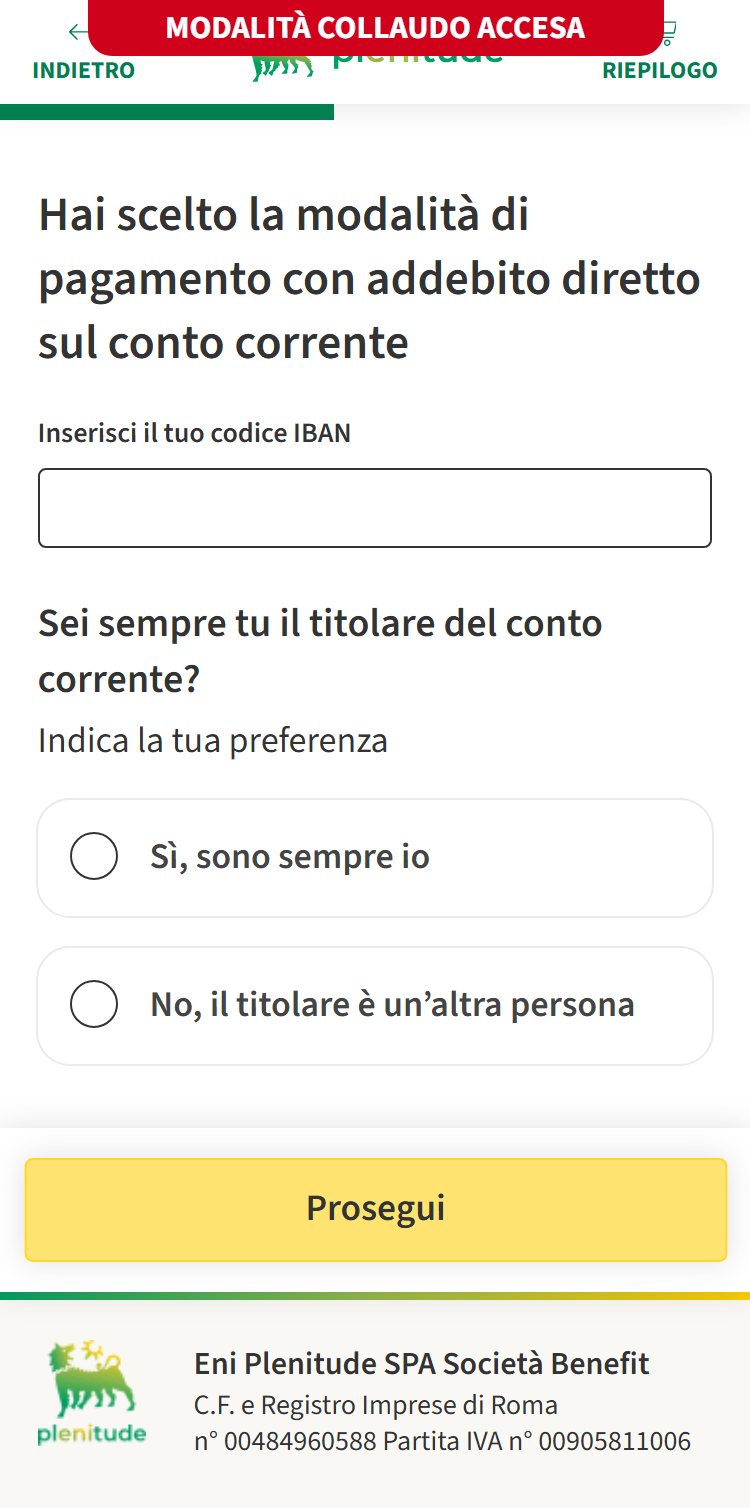 MODALITÀ COLLAUDO ACCESA
INDIETRO
plenitude
RIEPILOGO
Hai scelto la modalità di
pagamento con addebito diretto
sul conto corrente
Inserisci il tuo codice IBAN
Sei sempre tu il titolare del conto
corrente?
Indica la tua preferenza
Sì, sono sempre io
No, il titolare è un’altra persona
Prosegui
Eni Plenitude SPA Società Benefit
C.F. e Registro Imprese di Roma
n° 00484960588 Partita IVA n° 00905811006
plenitude